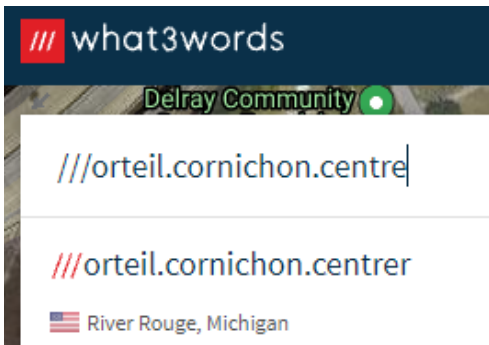 /// what3words
Delray Community
///orteil.cornichon.centre
///orteil.cornichon.centrer
River Rouge, Michigan